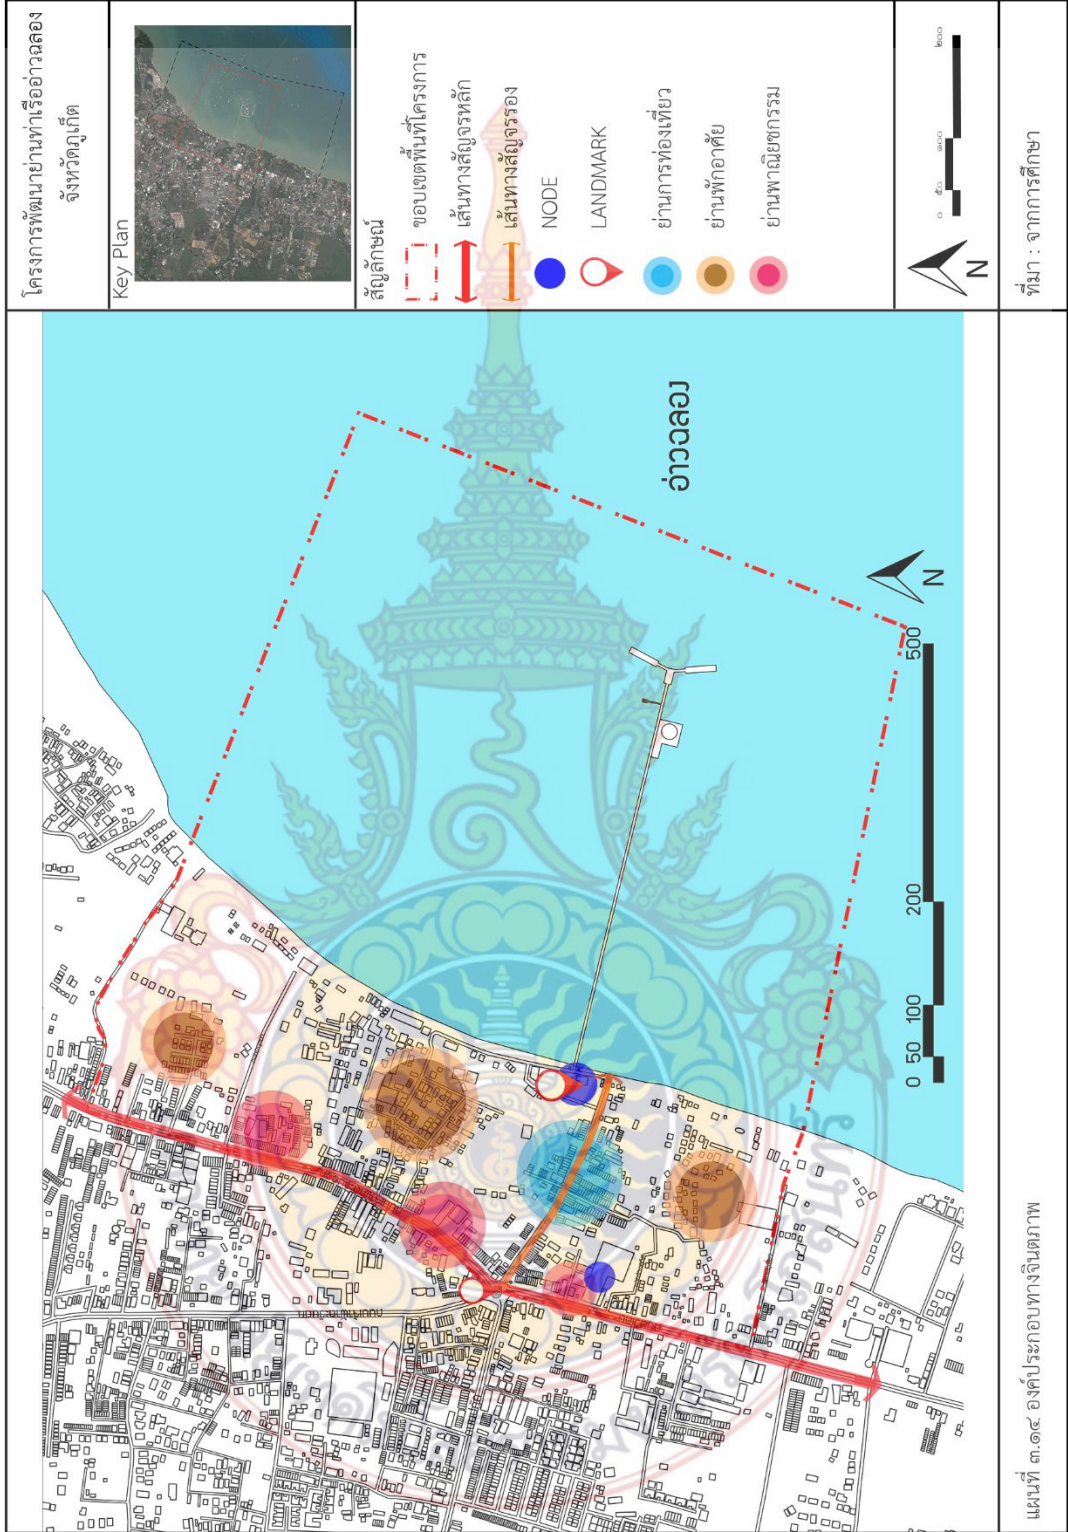 โครงการพัฒนาย่านท่าเรืออ่าวฉลอง
จังหวัดภูเก็ต
Key Plan
สัญลักษณ์
ขอบเขตพื้นที่โครงการ
เส้นทางสัญจรหลัก
เส้นทางสัญจรรอง
NODE
LANDMARK
ย่านการท่องเที่ยว
ย่านพักอาศัย
ย่านพาณิชยกรรม
N
๐ ๕๐ ๑๐๐ ๒๐๐
ที่มา : จากการศึกษา
อ่าวฉลอง
N
0 50 100 200 500
แผนที่ ๓.๑๔ องค์ประกอบทางจินตภาพ